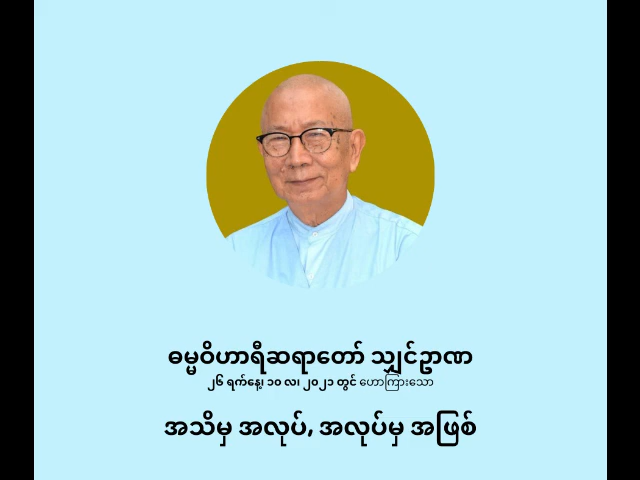 ဓမ္မဝိဟာရီဆရာတော် သျှင်ဥာဏ
၂၆ ရက်နေ့၊ ၁၀ လ၊ ၂၀၂၁ တွင် ဟောကြားသော
အသိမှ အလုပ်, အလုပ်မှ အဖြစ်